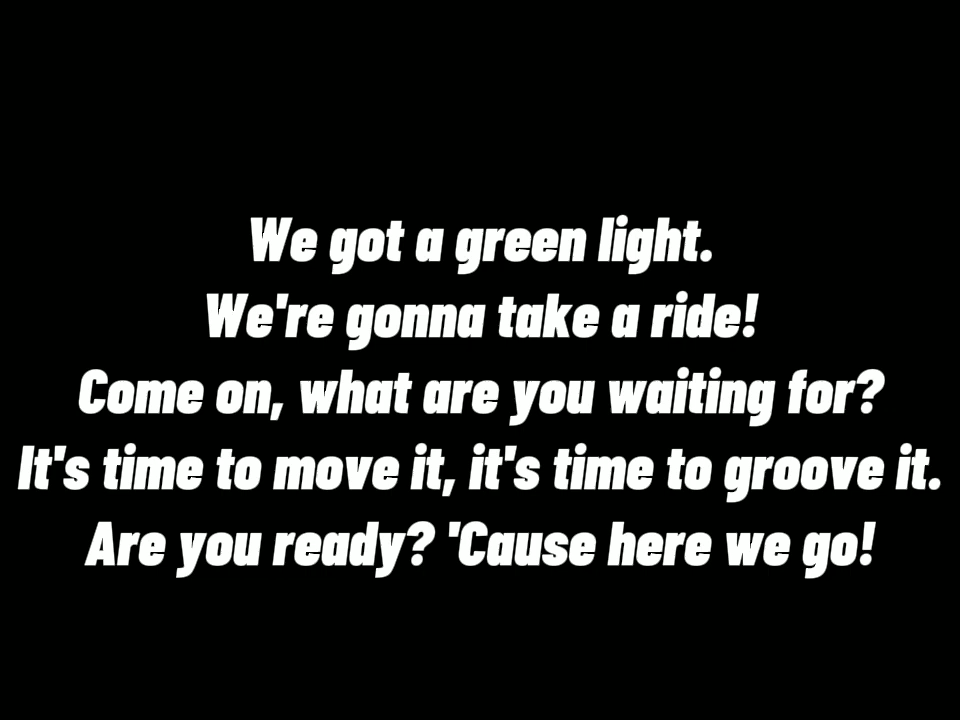 We got a green light.
We're gonna take a ride!
Come on, what are you waiting for?
It's time to move it, it's time to groove it.
Are you ready? 'Cause here we go!